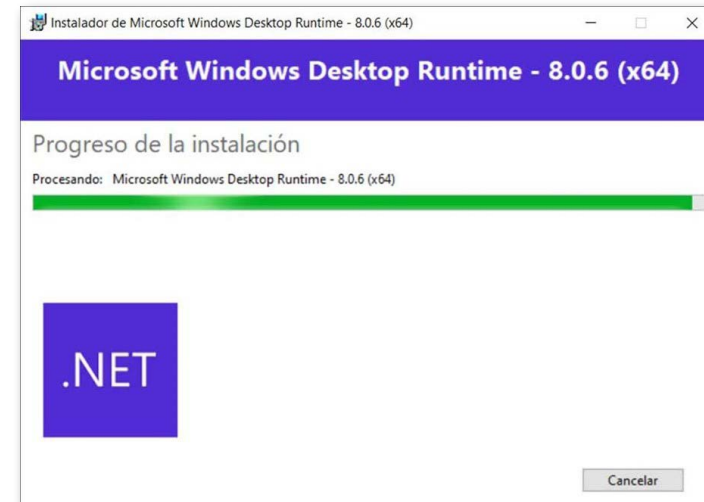 Instalador de Microsoft Windows Desktop Runtime - 8.0.6 (x64)
Microsoft Windows Desktop Runtime - 8.0.6 (x64)
Progreso de la instalación
Procesando: Microsoft Windows Desktop Runtime - 8.0.6 (x64)
.NET
Cancelar